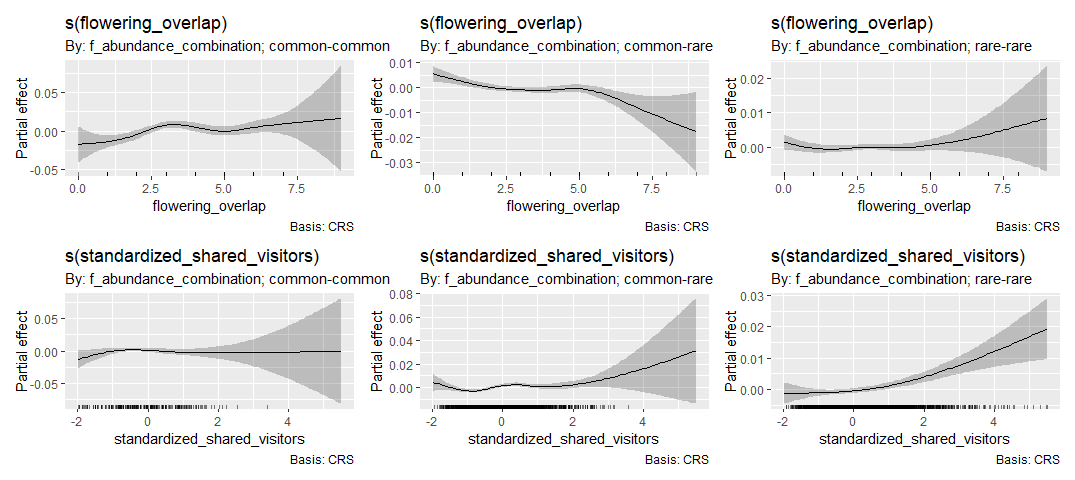 s(flowering_overlap)
By: f_abundance_combination; common-common
Partial effect
0.05
0.00
-0.05
0.0
2.5
5.0
7.5
flowering_overlap
Basis: CRS
s(flowering_overlap)
By: f_abundance_combination; common-rare
Partial effect
0.01
0.00
-0.01
-0.02
-0.03
0.0
2.5
5.0
7.5
flowering_overlap
Basis: CRS
s(flowering_overlap)
By: f_abundance_combination; rare-rare
Partial effect
0.02
0.01
0.00
0.0
2.5
5.0
7.5
flowering_overlap
Basis: CRS
s(standardized_shared_visitors)
By: f_abundance_combination; common-common
Partial effect
0.05
0.00
-0.05
-2
0
2
4
standardized_shared_visitors
Basis: CRS
s(standardized_shared_visitors)
By: f_abundance_combination; common-rare
Partial effect
0.08
0.06
0.04
0.02
0.00
-2
0
2
4
standardized_shared_visitors
Basis: CRS
s(standardized_shared_visitors)
By: f_abundance_combination; rare-rare
Partial effect
0.03
0.02
0.01
0.00
-2
0
2
4
standardized_shared_visitors
Basis: CRS